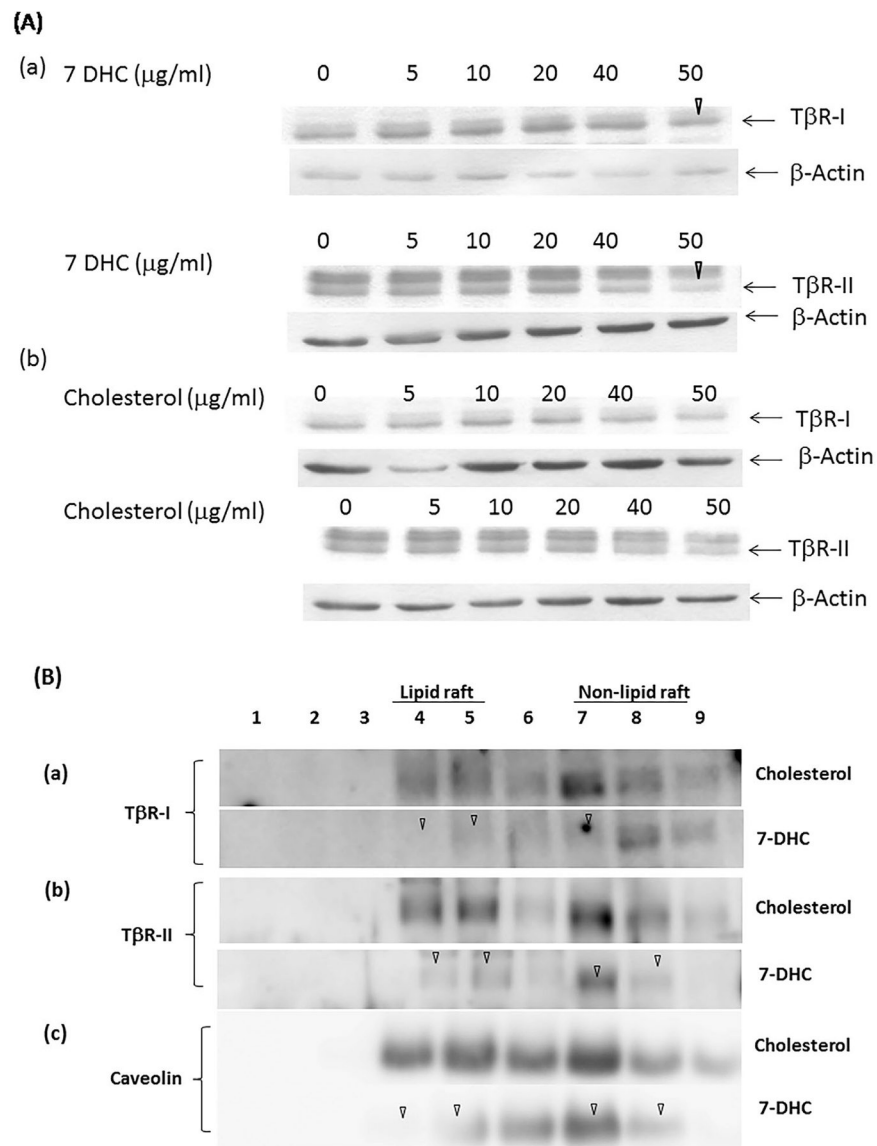 (A)
(a) 7 DHC (μg/ml) 0 5 10 20 40 50
TβR-I
β-Actin
7 DHC (μg/ml) 0 5 10 20 40 50
TβR-II
β-Actin
(b)
Cholesterol (μg/ml) 0 5 10 20 40 50
TβR-I
β-Actin
Cholesterol (μg/ml) 0 5 10 20 40 50
TβR-II
β-Actin
(B)
Lipid raft Non-lipid raft
1 2 3 4 5 6 7 8 9
(a) Cholesterol
TβR-I
7-DHC
(b) Cholesterol
TβR-II
7-DHC
(c) Cholesterol
Caveolin
7-DHC